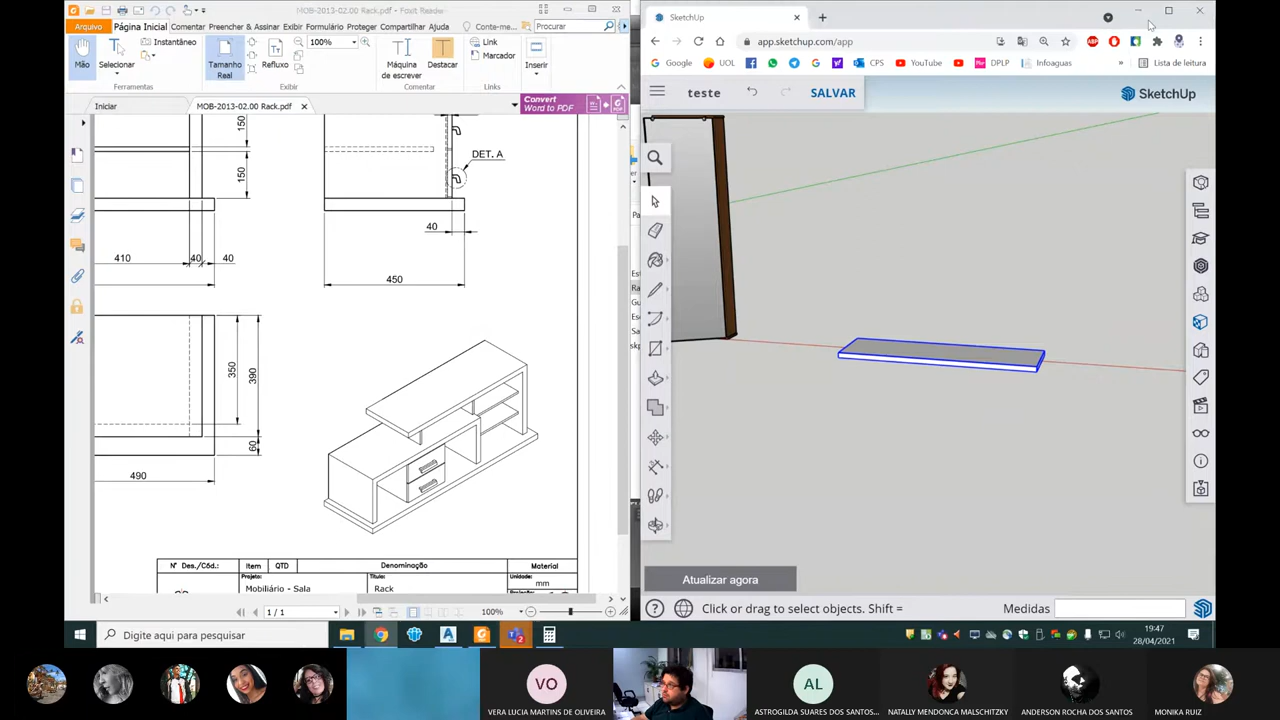 MOB-2013-02.00 Rack.pdf - Foxit Reader
SketchUp
Arquivo
Página Inicial
Comentar
Preencher & Assinar
Exibir
Formulário
Proteger
Compartilhar
Ajuda
Conte-me...
Procurar
app.sketchup.com/app
Mão
Selecionar
Instantâneo
Tamanho Real
Refluxo
100%
Máquina de escrever
Destacar
Link
Marcador
Inserir
Ferramentas
Exibir
Comentar
Links
Google
UOL
CPS
YouTube
DPLP
Infoaguas
»
Lista de leitura
teste
SALVAR
SketchUp
Iniciar
MOB-2013-02.00 Rack.pdf
Convert Word to PDF
150
150
DET. A
40
410
40
40
450
350
390
60
490
N° Des./Cód.:
Item
QTD
Denominação
Material
Projeto:
Mobiliário - Sala
Título:
Rack
Unidade:
mm
1 / 1
100%
Atualizar agora
Click or drag to select objects. Shift =
Medidas
Digite aqui para pesquisar
19:47
28/04/2021
VO
VERA LUCIA MARTINS DE OLIVEIRA
AL
ASTROGILDA SUARES DOS SANTOS...
NATALLY MENDONCA MALSCHITZKY
ANDERSON ROCHA DOS SANTOS
MONIKA RUIZ